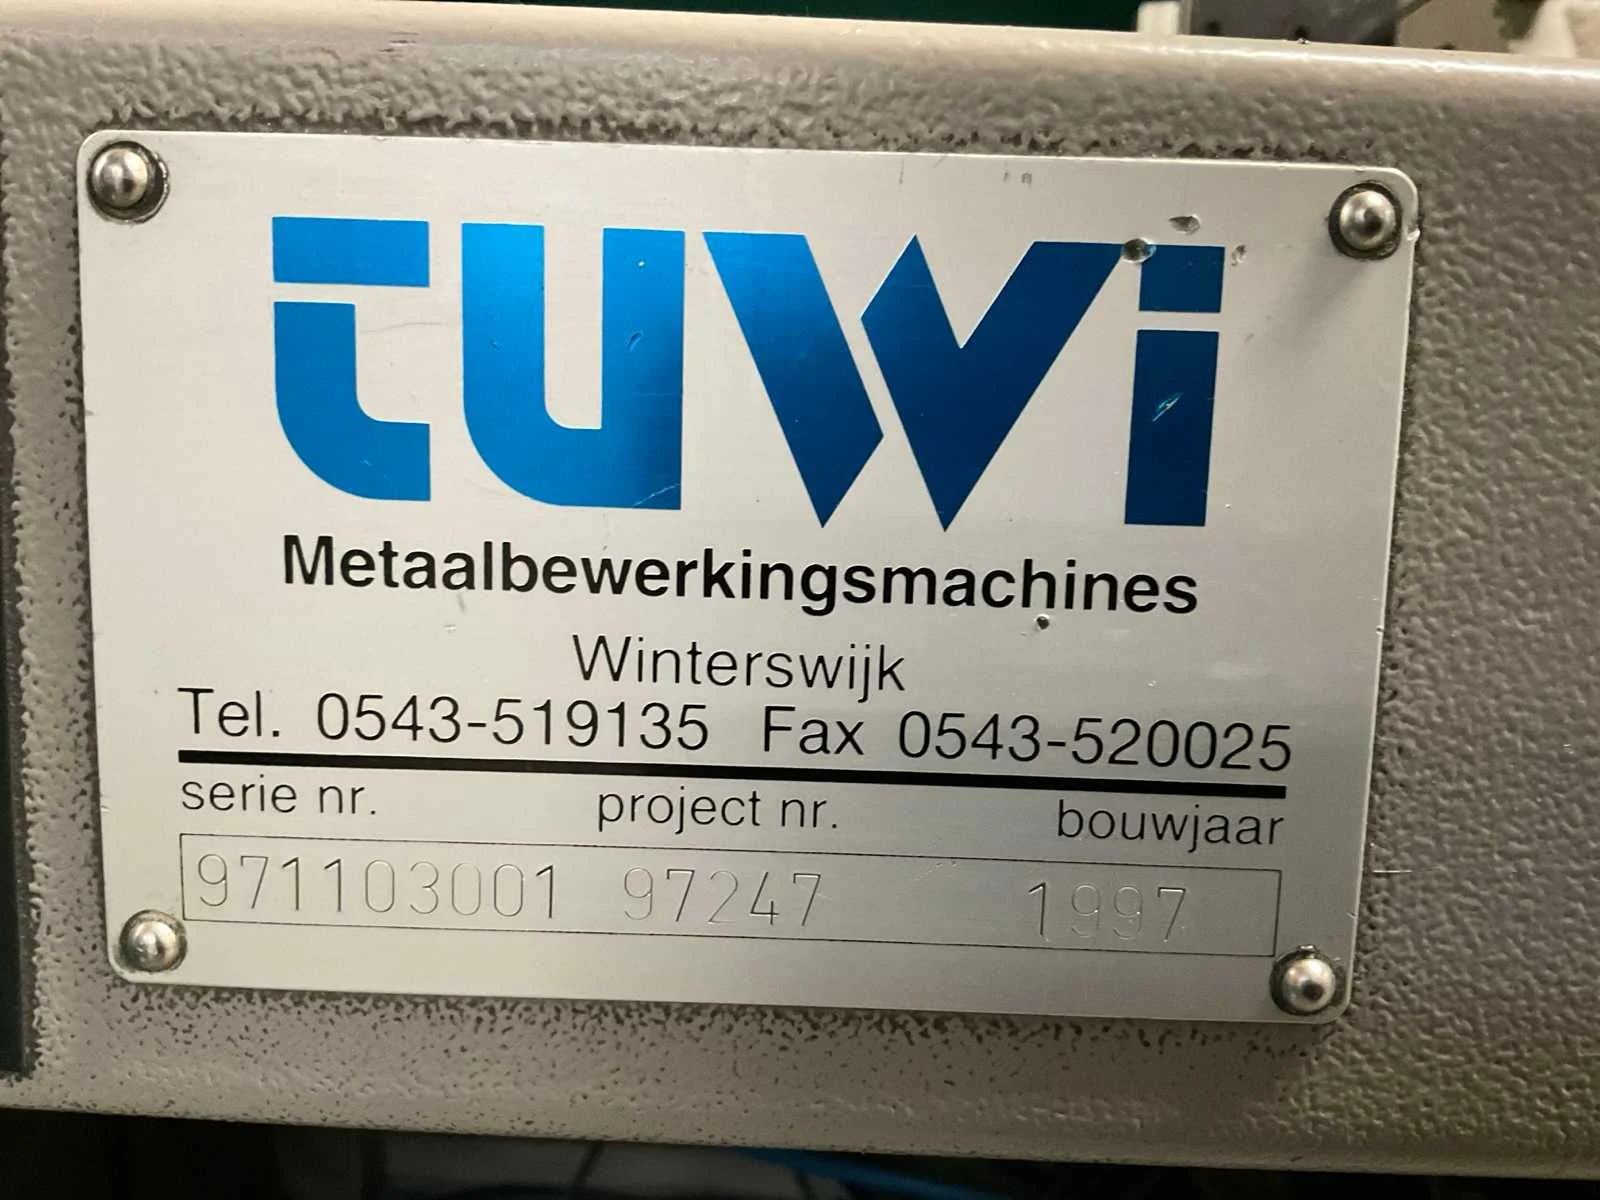 tuwi
Metaalbewerkingsmachines
Winterswijk
Tel. 0543-519135 Fax 0543-520025
serie nr. project nr. bouwjaar
971103001 97247 1997